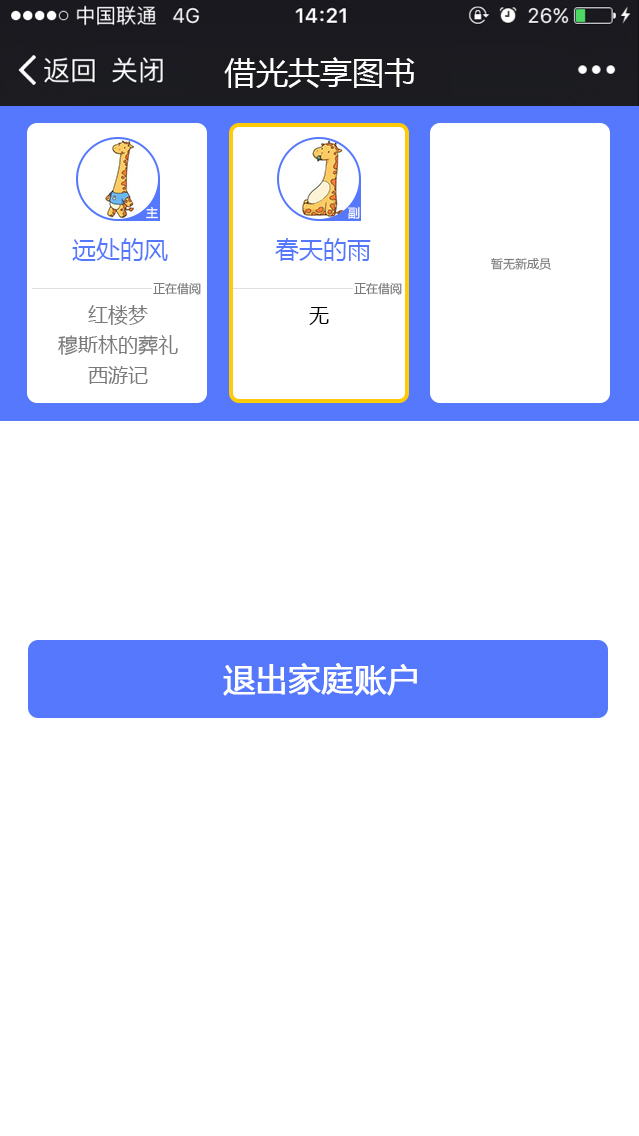 中国联通 4G 14:21 26%
返回 关闭 借光共享图书
主
远处的风
正在借阅
红楼梦
穆斯林的葬礼
西游记
副
春天的雨
正在借阅
无
暂无新成员
退出家庭账户